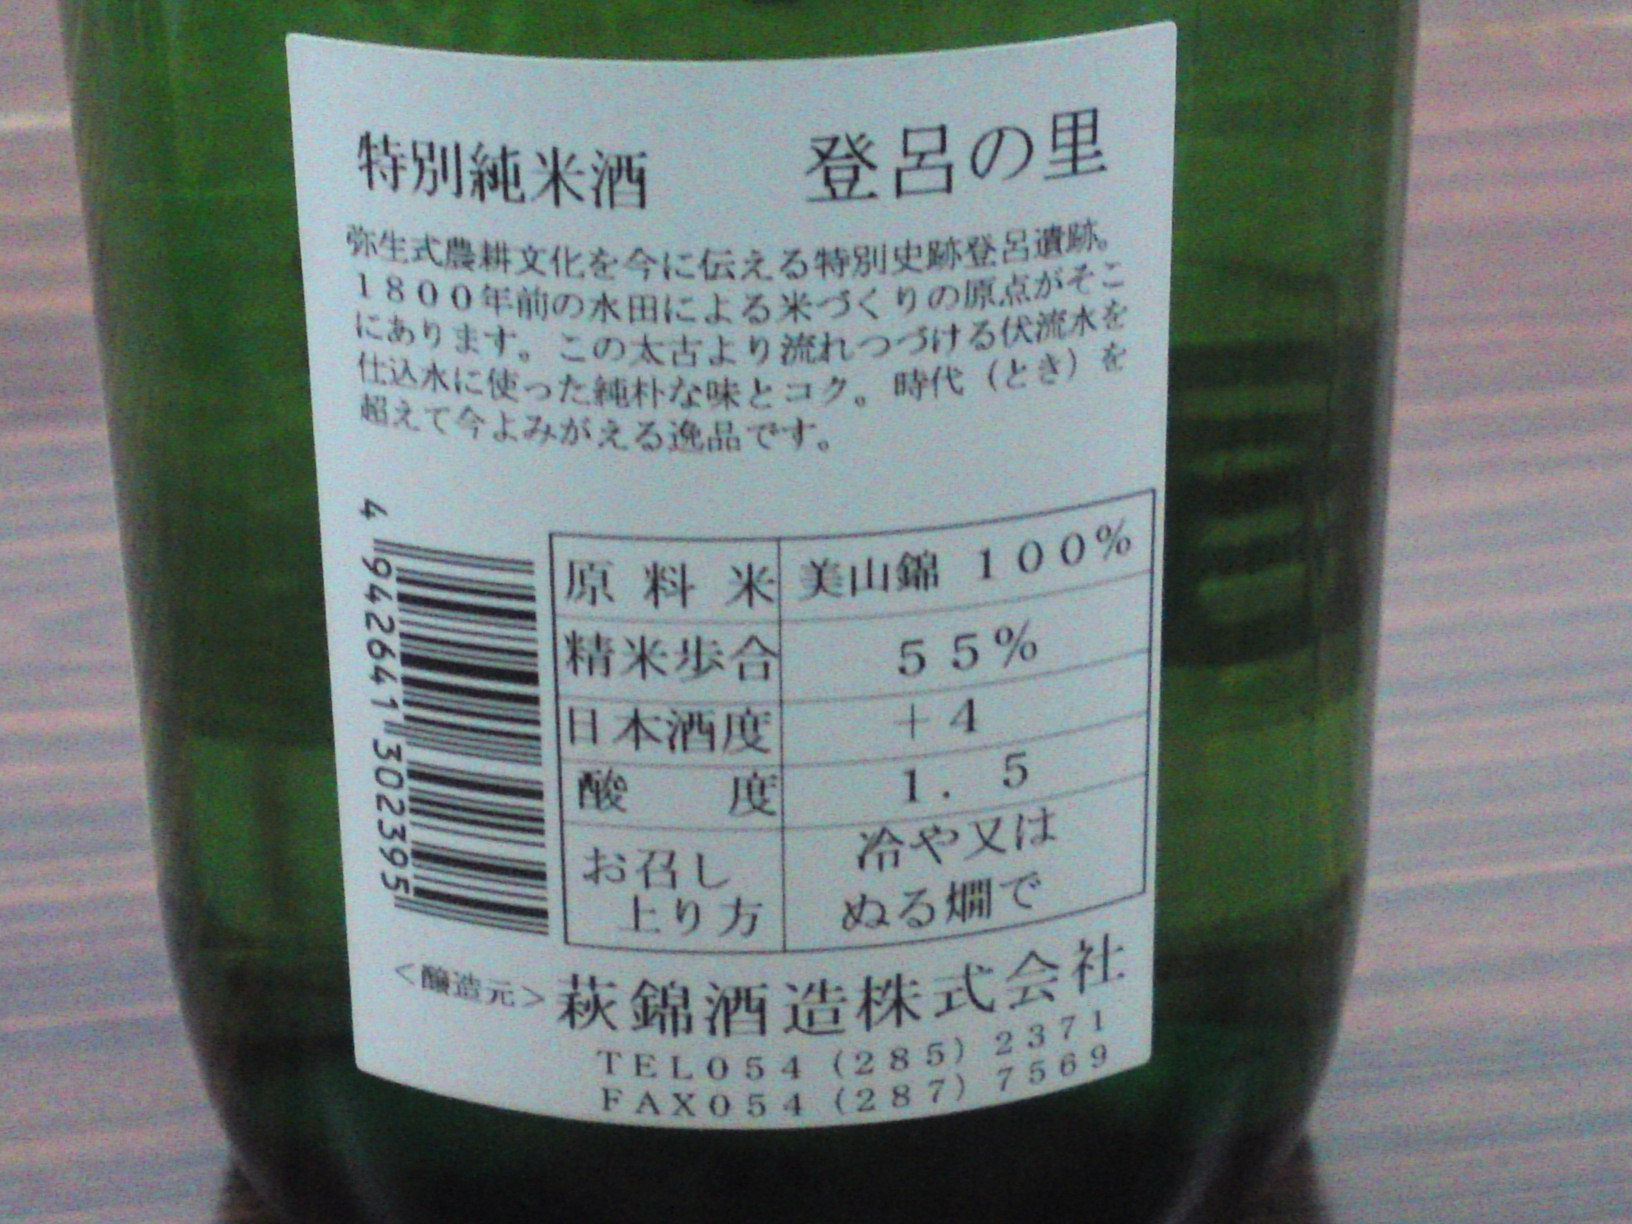 特別純米酒　登呂の里
弥生式農耕文化を今に伝える特別史跡登呂遺跡。
1800年前の水田による米づくりの原点がそこ
にあります。この太古より流れつづける伏流水を
仕込水に使った純朴な味とコク。時代（とき）を
超えて今よみがえる逸品です。
原料米　美山錦 100%
精米歩合　55%
日本酒度　+4
酸度　1.5
お召し上り方　冷や又は
ぬる燗で
4 942641 302395
<醸造元>萩錦酒造株式会社
TEL054(285)2371
FAX054(287)7569